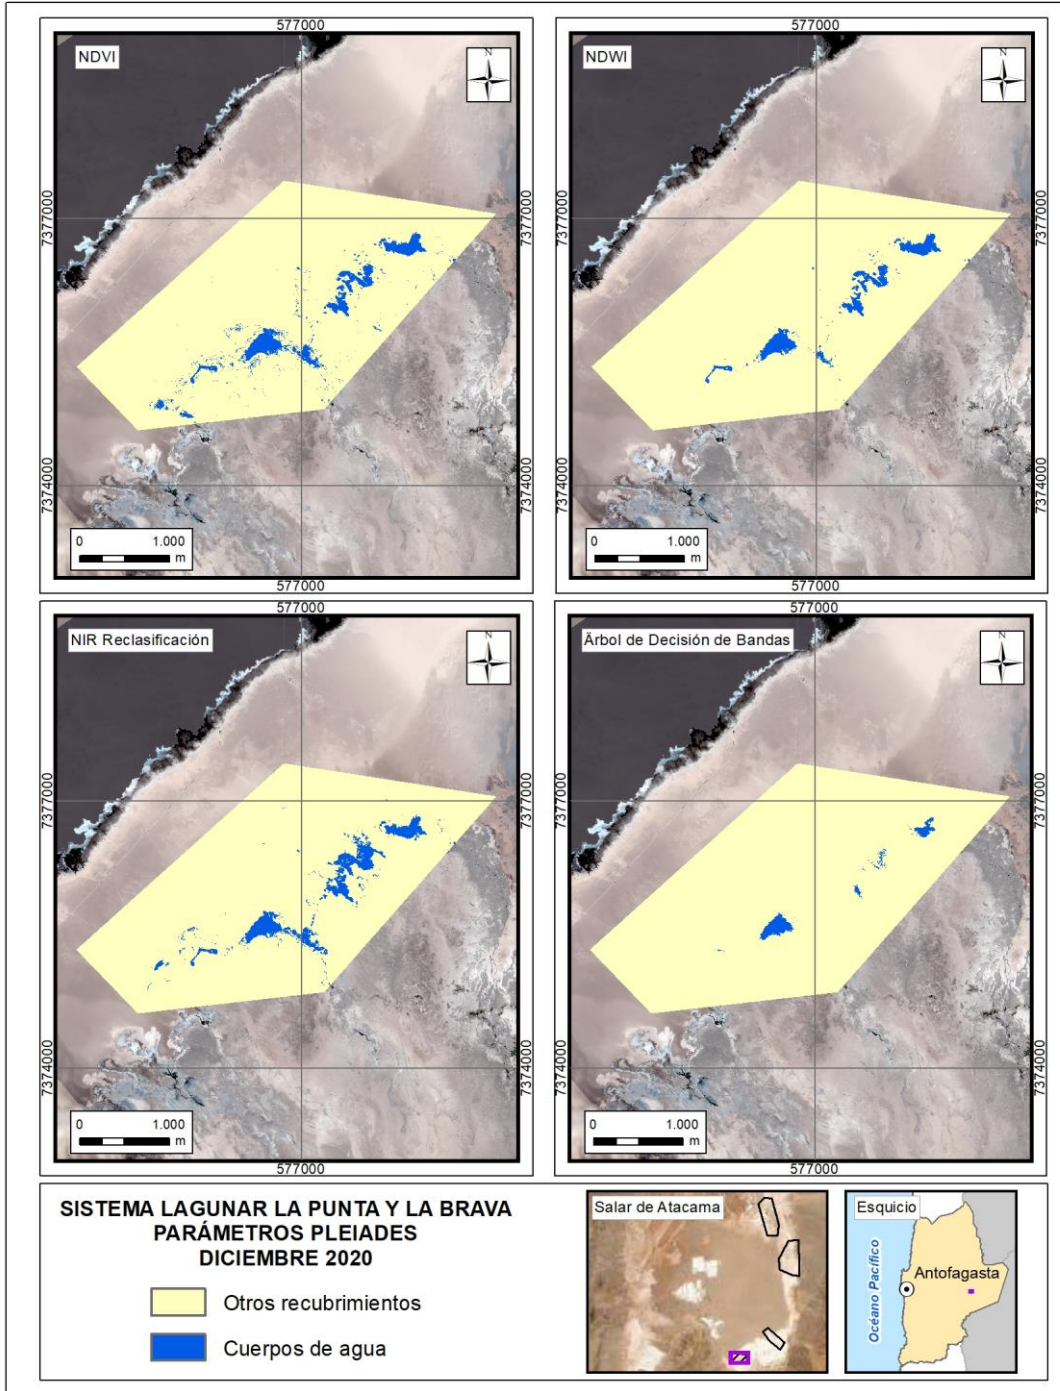 577000
577000
NDVI
NDWI
N
N
7377000
7377000
7377000
7377000
7374000
7374000
7374000
7374000
0 1.000
m
0 1.000
m
577000
577000
577000
577000
NIR Reclasificación
Ärbol de Decisión de Bandas
N
N
7377000
7377000
7377000
7377000
7374000
7374000
7374000
7374000
0 1.000
m
0 1.000
m
577000
577000
SISTEMA LAGUNAR LA PUNTA Y LA BRAVA
PARÁMETROS PLEIADES
DICIEMBRE 2020
Otros recubrimientos
Cuerpos de agua
Salar de Atacama
Esquicio
Océano Pacífico
Antofagasta